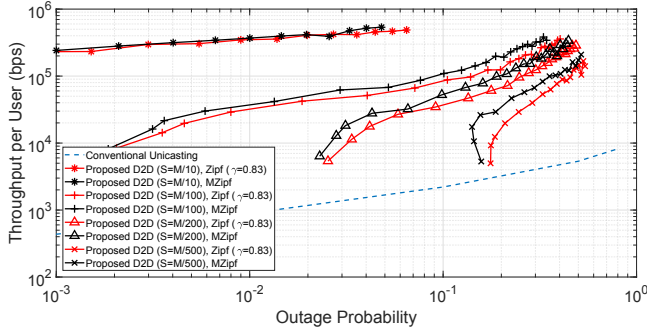 Throughput per User (bps)
10^6
10^5
10^4
10^3
10^2
Conventional Unicasting
Proposed D2D (S=M/10), Zipf (γ=0.83)
Proposed D2D (S=M/10), MZipf
Proposed D2D (S=M/100), Zipf (γ=0.83)
Proposed D2D (S=M/100), MZipf
Proposed D2D (S=M/200), Zipf (γ=0.83)
Proposed D2D (S=M/200), MZipf
Proposed D2D (S=M/500), Zipf (γ=0.83)
Proposed D2D (S=M/500), MZipf
10^-3 10^-2 10^-1 10^0
Outage Probability